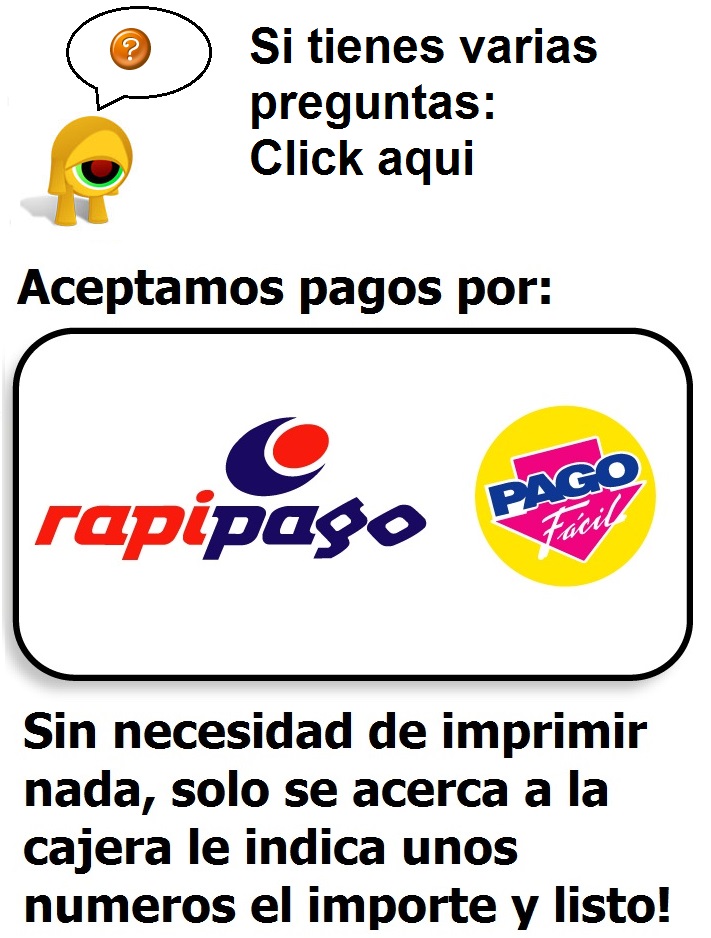 ?
Si tienes varias
preguntas:
Click aqui
Aceptamos pagos por:
rapipago
PAGO
Fácil
Sin necesidad de imprimir
nada, solo se acerca a la
cajera le indica unos
numeros el importe y listo!